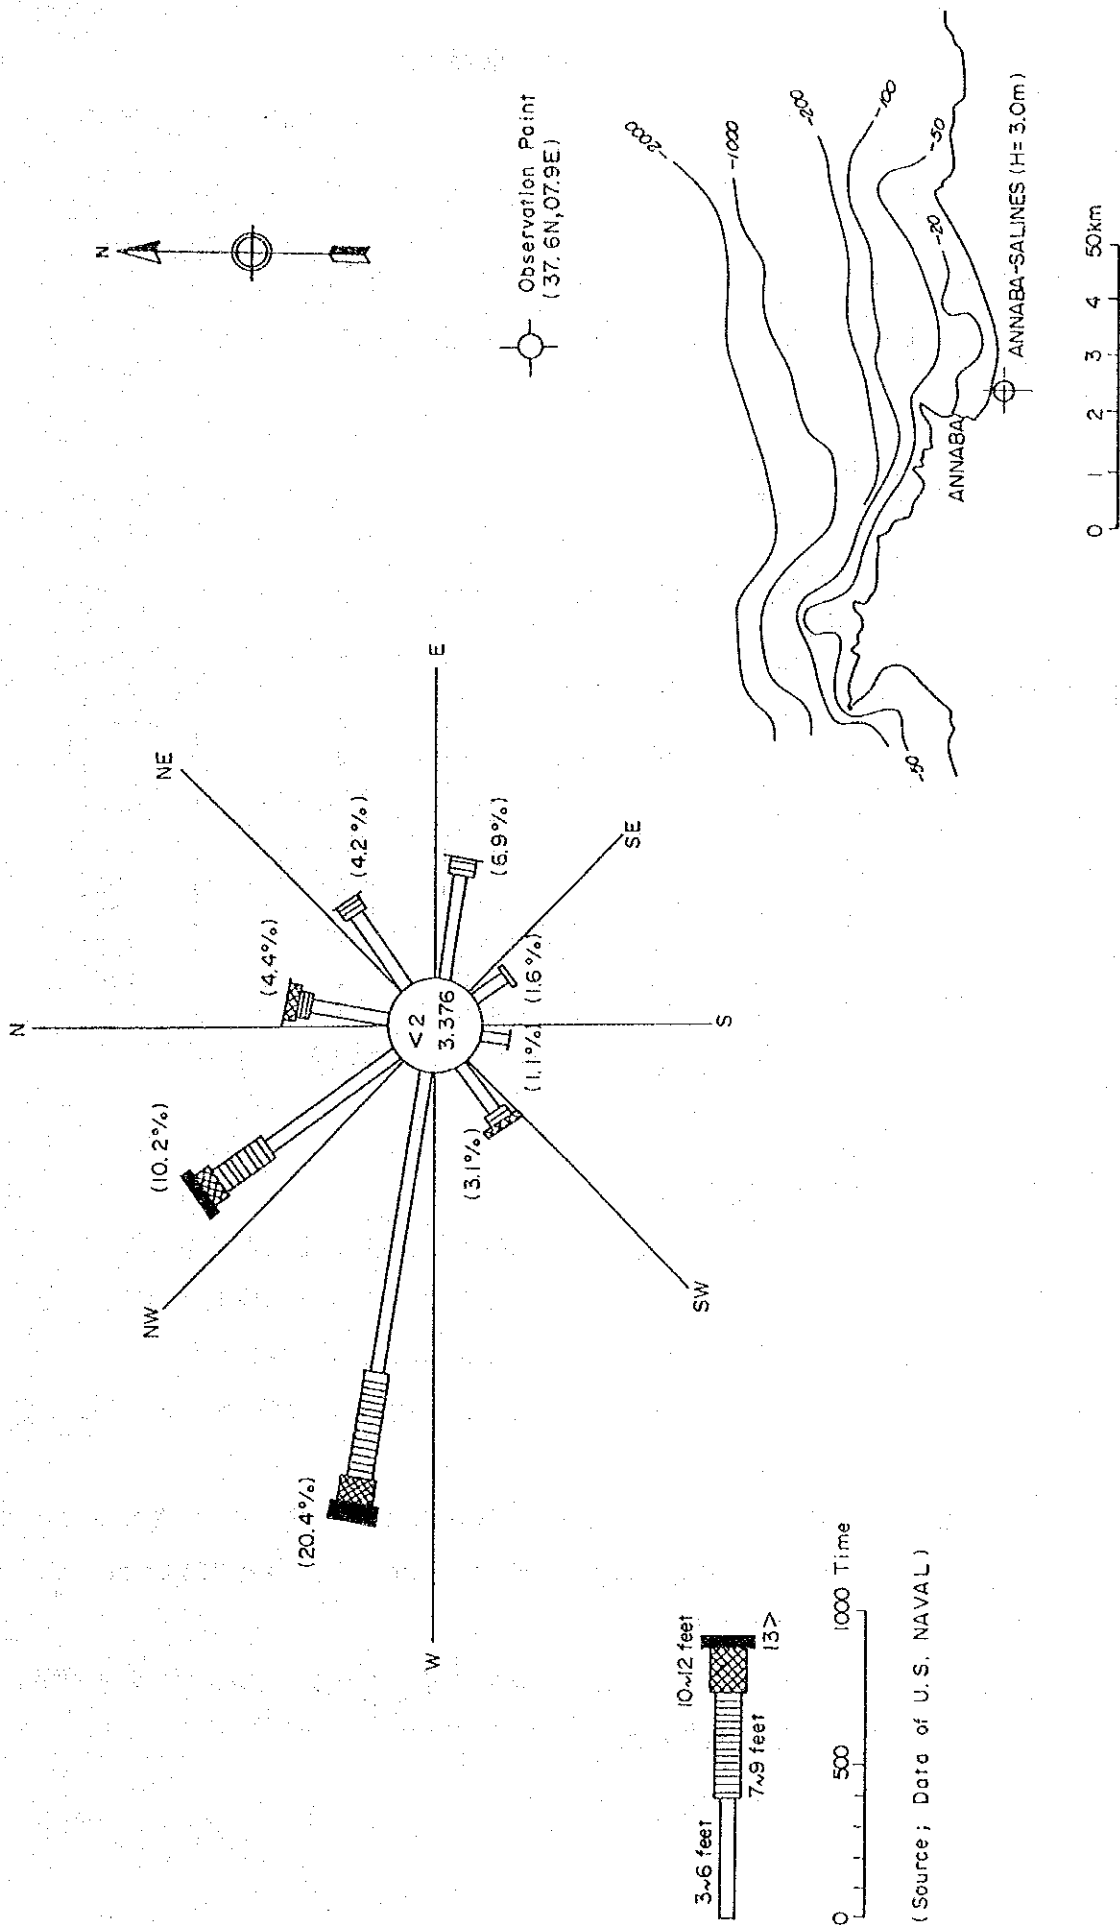 N
NE
E
SE
S
SW
W
NW
(4.4%)
(4.2%)
(6.9%)
(1.6%)
(1.1%)
(3.1%)
(20.4%)
(10.2%)
<2
3.376
3~6 feet
7~9 feet
10~12 feet
13>
0
500
1000 Time
(Source; Data of U.S. NAVAL)
N
Observation Point
(37.6N,07.9E)
-2000
-1000
-200
-100
-50
-20
-50
ANNABA
ANNABA-SALINES (H=3.0m)
0
1
2
3
4
50km